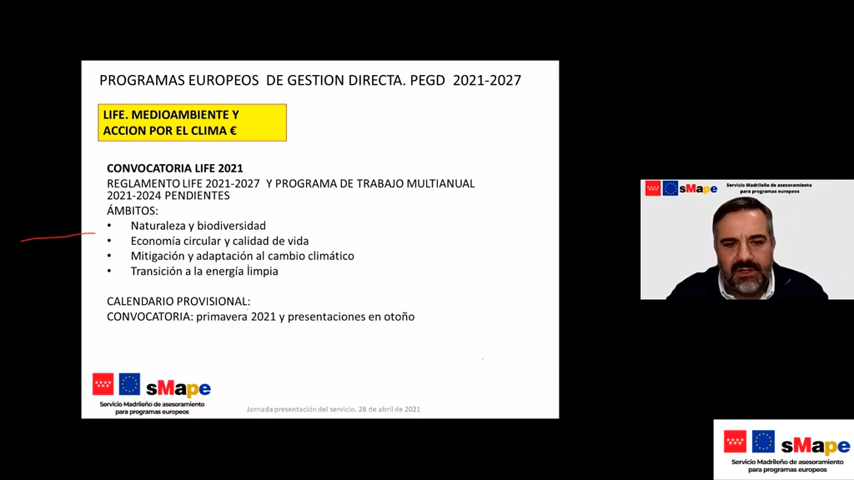 PROGRAMAS EUROPEOS DE GESTION DIRECTA. PEGD 2021-2027
LIFE. MEDIOAMBIENTE Y
ACCION POR EL CLIMA €
CONVOCATORIA LIFE 2021
REGLAMENTO LIFE 2021-2027 Y PROGRAMA DE TRABAJO MULTIANUAL
2021-2024 PENDIENTES
ÁMBITOS:
• Naturaleza y biodiversidad
• Economía circular y calidad de vida
• Mitigación y adaptación al cambio climático
• Transición a la energía limpia
CALENDARIO PROVISIONAL:
CONVOCATORIA: primavera 2021 y presentaciones en otoño
sMape
Servicio Madrileño de asesoramiento
para programas europeos
Jornada presentación del servicio. 28 de abril de 2021
sMape
Servicio Madrileño de asesoramiento
para programas europeos
sMape
Servicio Madrileño de asesoramiento
para programas europeos